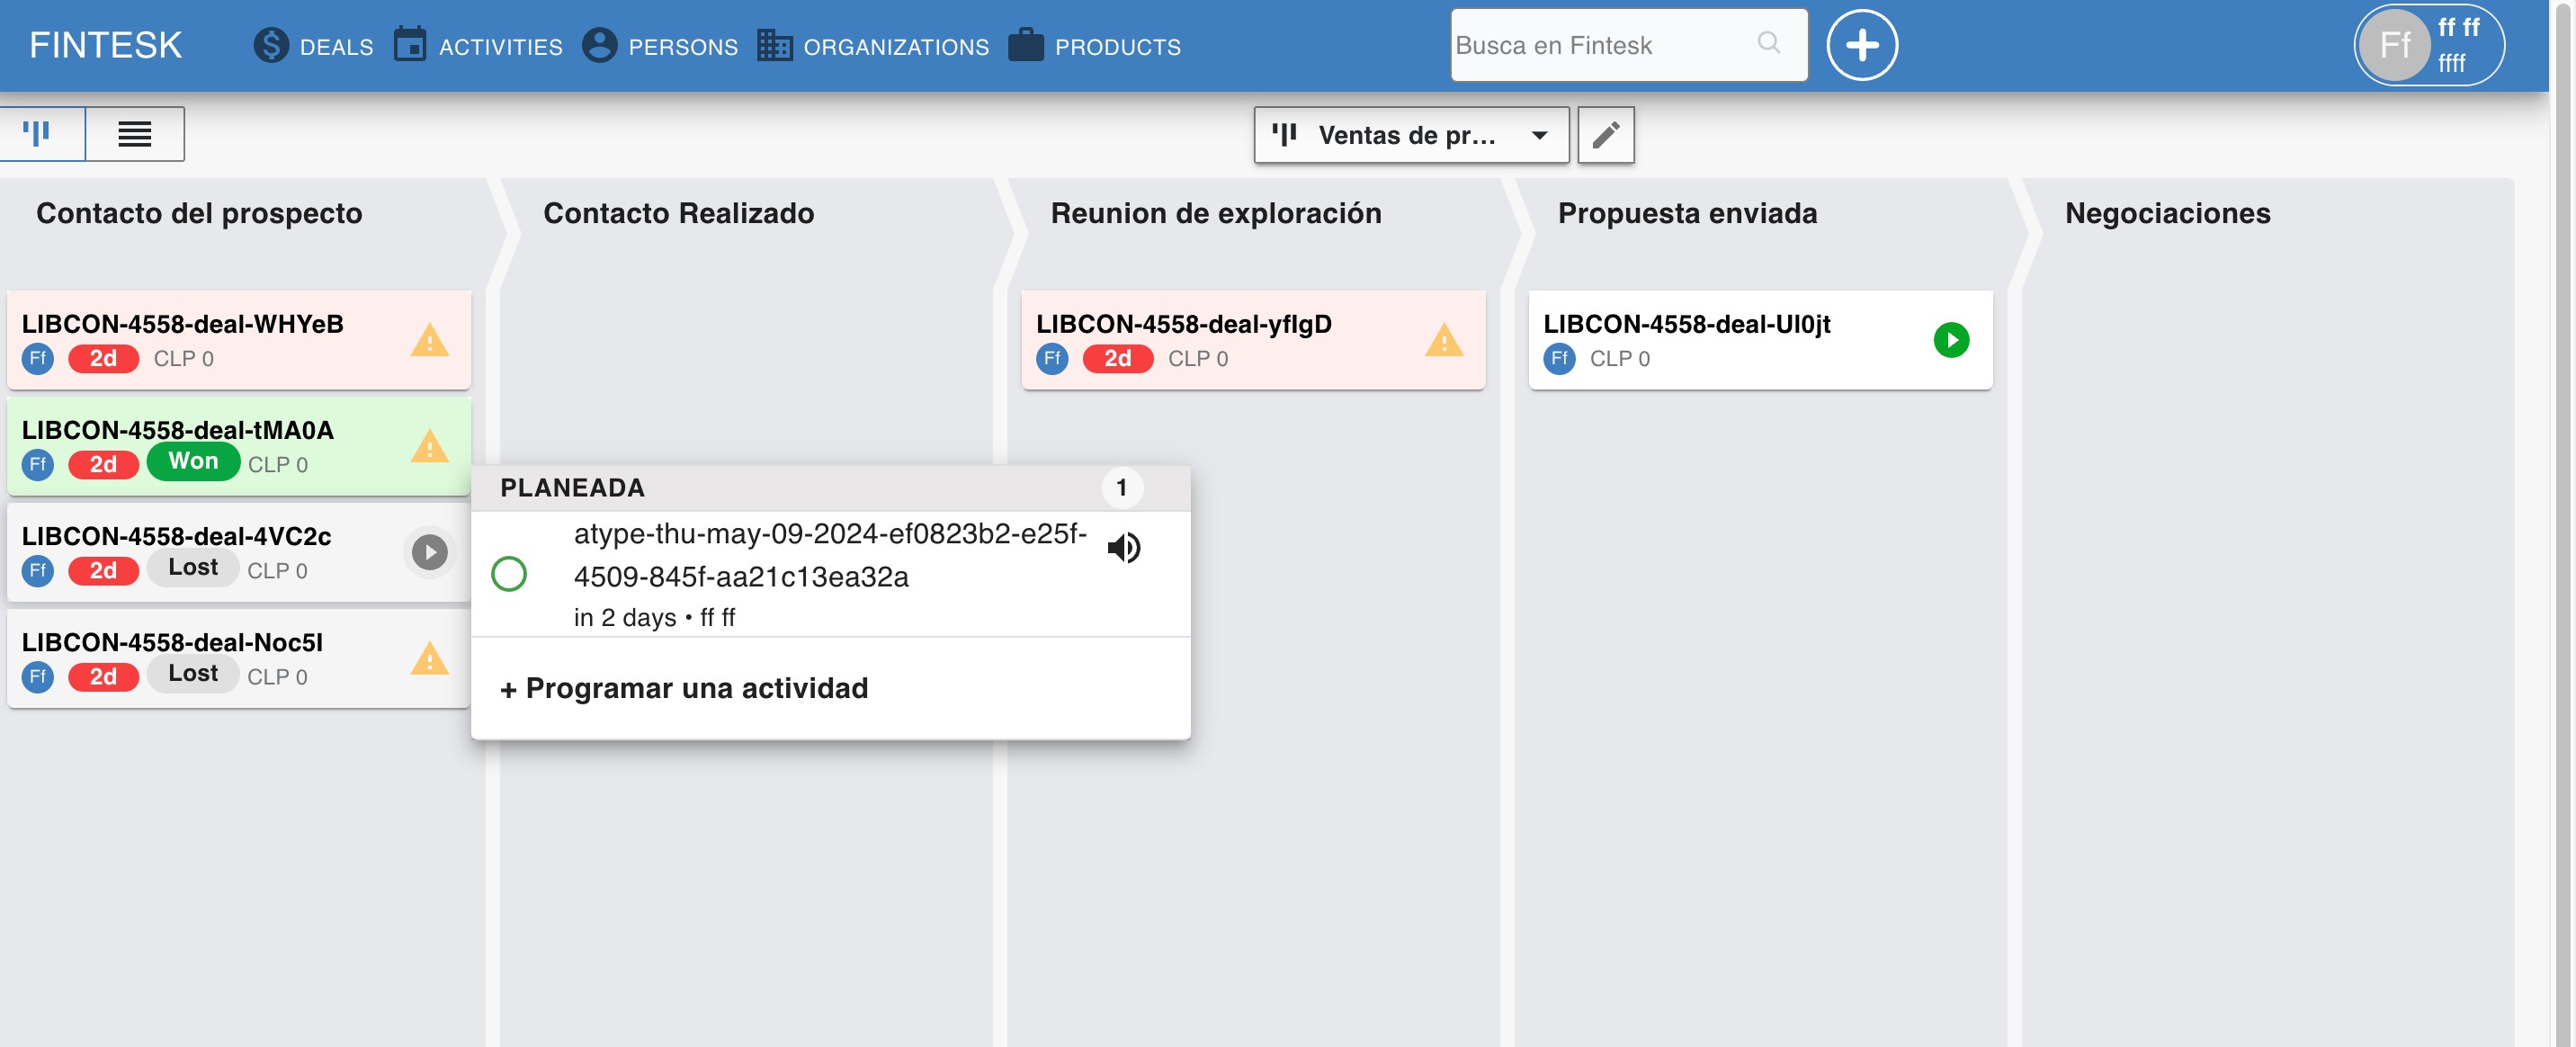 FINTESK
DEALS
ACTIVITIES
PERSONS
ORGANIZATIONS
PRODUCTS
Busca en Fintesk
Ff
ff ff
ffff
Ventas de pr...
Contacto del prospecto
Contacto Realizado
Reunion de exploración
Propuesta enviada
Negociaciones
LIBCON-4558-deal-WHYeB
Ff 2d CLP 0
LIBCON-4558-deal-tMA0A
Ff 2d Won CLP 0
LIBCON-4558-deal-4VC2c
Ff 2d Lost CLP 0
LIBCON-4558-deal-Noc5I
Ff 2d Lost CLP 0
PLANEADA 1
atype-thu-may-09-2024-ef0823b2-e25f-
4509-845f-aa21c13ea32a
in 2 days • ff ff
+ Programar una actividad
LIBCON-4558-deal-yfIgD
Ff 2d CLP 0
LIBCON-4558-deal-Ul0jt
Ff CLP 0